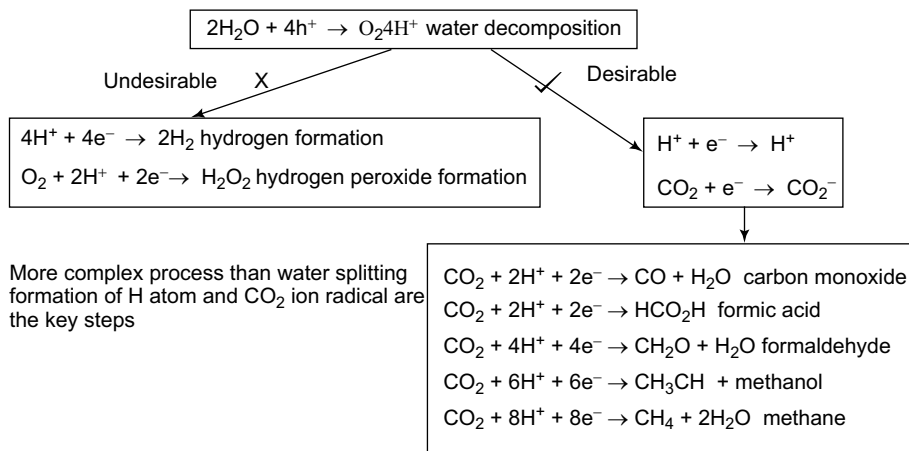 2H₂O + 4h⁺ → O₂4H⁺ water decomposition
Undesirable X
Desirable
4H⁺ + 4e⁻ → 2H₂ hydrogen formation
O₂ + 2H⁺ + 2e⁻→ H₂O₂ hydrogen peroxide formation
H⁺ + e⁻ → H⁺
CO₂ + e⁻ → CO₂⁻
More complex process than water splitting
formation of H atom and CO₂ ion radical are
the key steps
CO₂ + 2H⁺ + 2e⁻→ CO + H₂O carbon monoxide
CO₂ + 2H⁺ + 2e⁻→ HCO₂H formic acid
CO₂ + 4H⁺ + 4e⁻→ CH₂O + H₂O formaldehyde
CO₂ + 6H⁺ + 6e⁻→ CH₃CH + methanol
CO₂ + 8H⁺ + 8e⁻→ CH₄ + 2H₂O methane